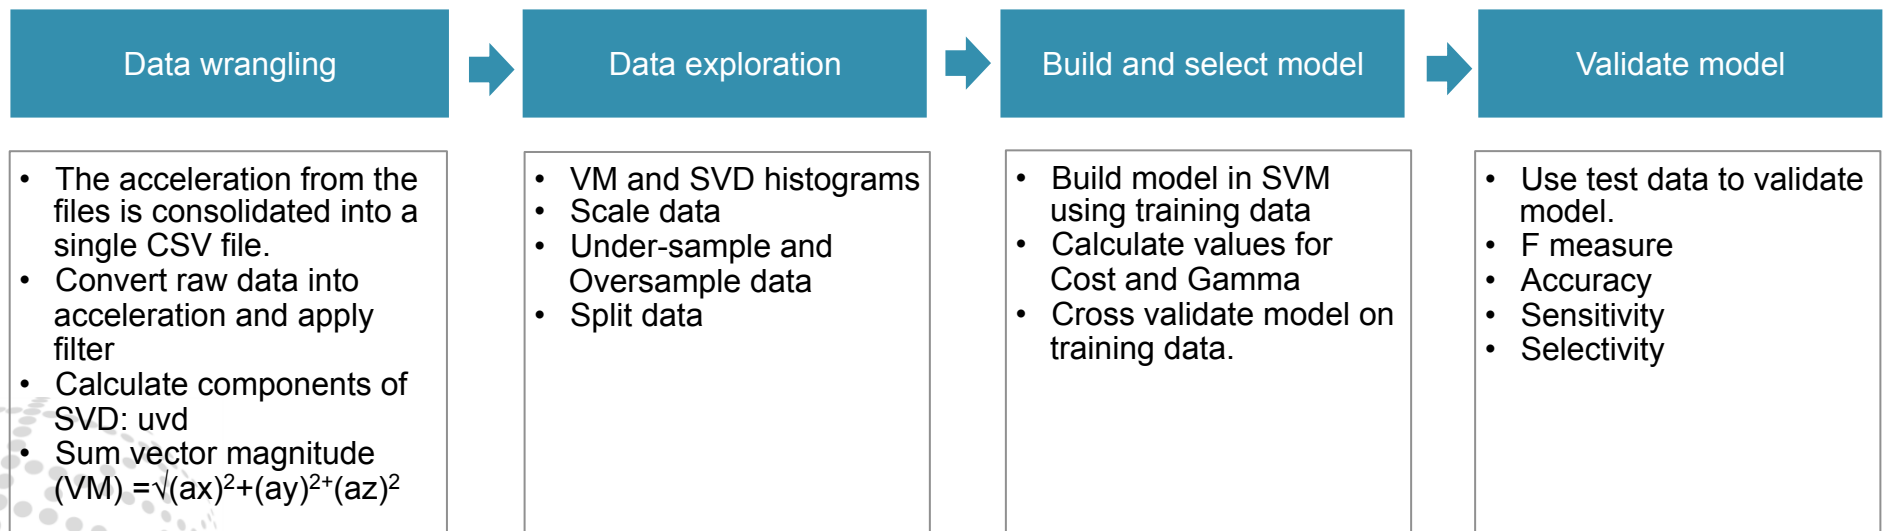 Data wrangling
Data exploration
Build and select model
Validate model
• The acceleration from the
files is consolidated into a
single CSV file.
• Convert raw data into
acceleration and apply
filter
• Calculate components of
SVD: uvd
• Sum vector magnitude
(VM) =√(ax)²+(ay)²⁺(az)²
• VM and SVD histograms
• Scale data
• Under-sample and
Oversample data
• Split data
• Build model in SVM
using training data
• Calculate values for
Cost and Gamma
• Cross validate model on
training data.
• Use test data to validate
model.
• F measure
• Accuracy
• Sensitivity
• Selectivity